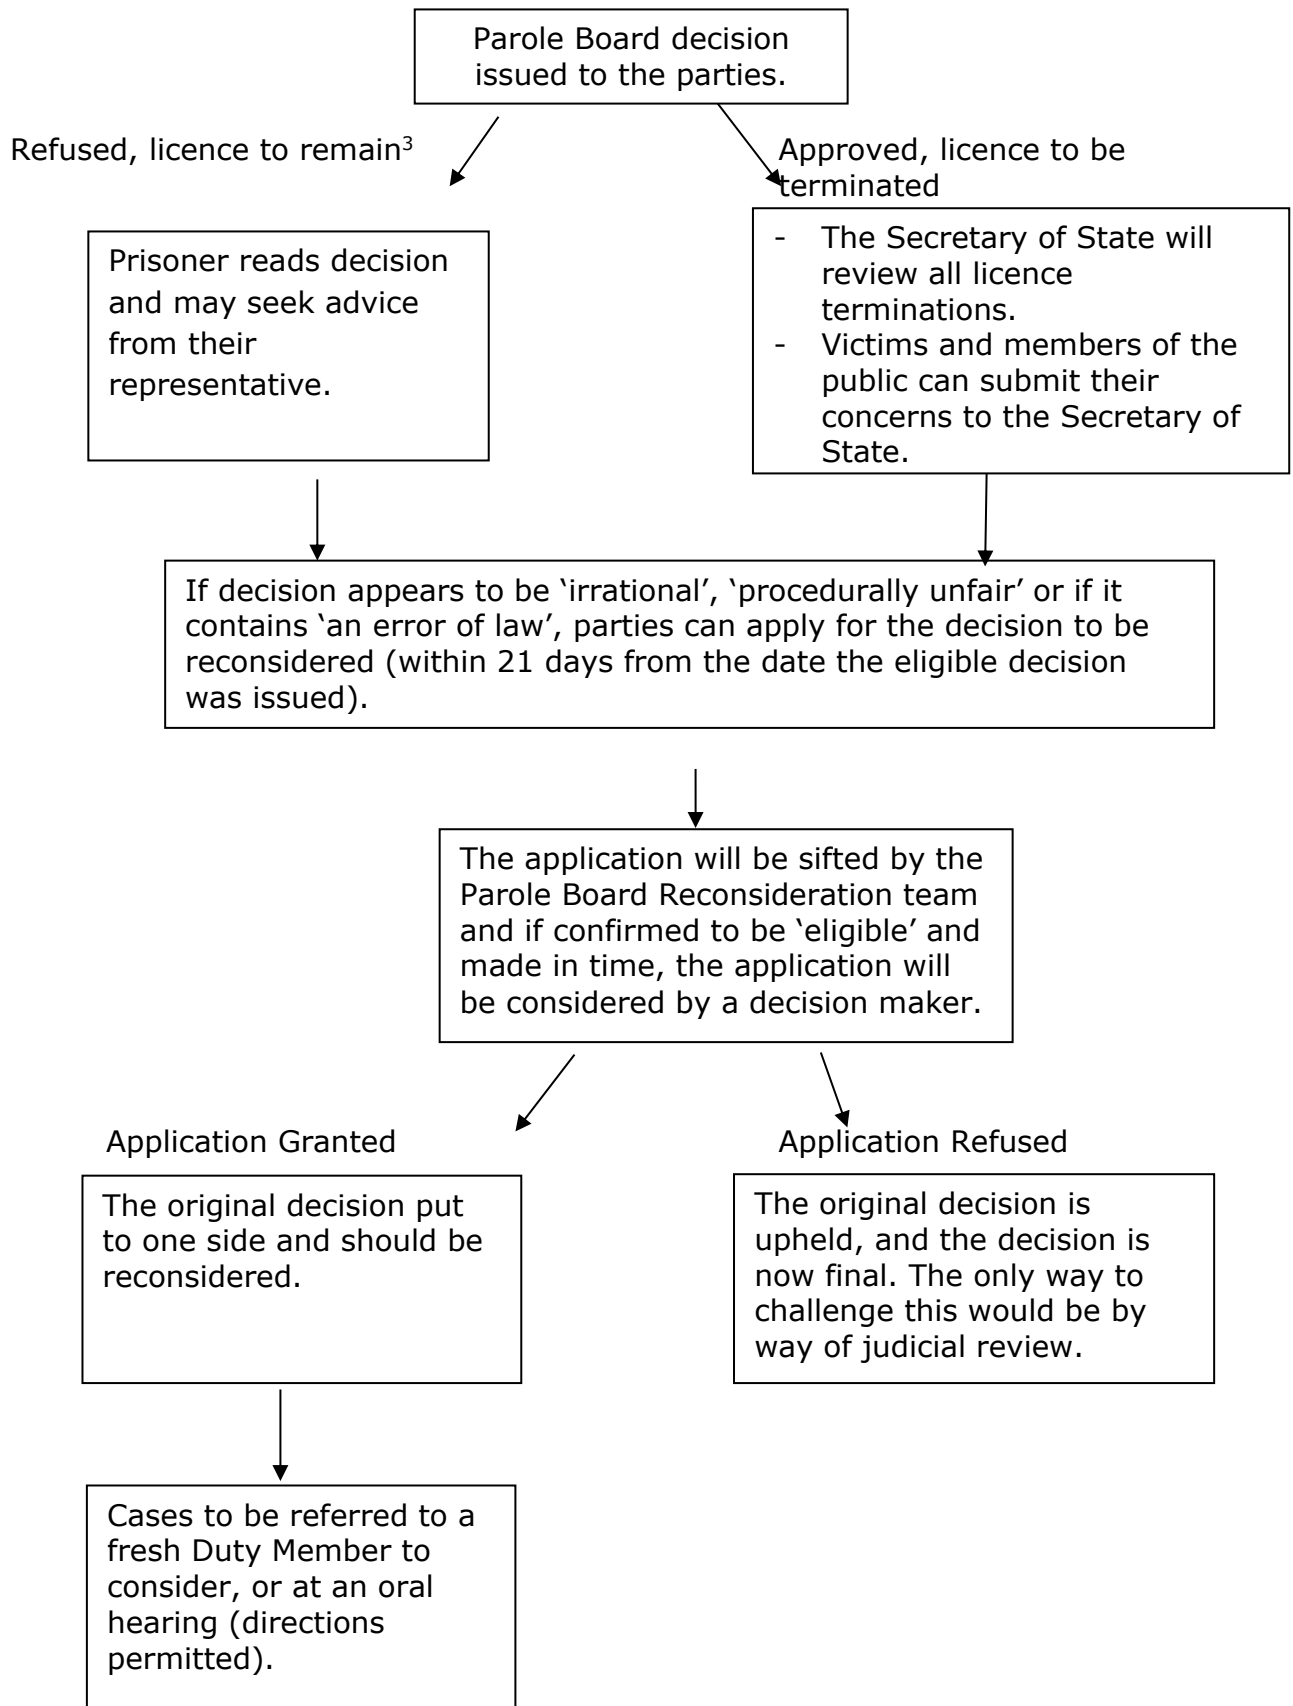 Parole Board decision
issued to the parties.
Refused, licence to remain³
Approved, licence to be
terminated
Prisoner reads decision
and may seek advice
from their
representative.
- The Secretary of State will
review all licence
terminations.
- Victims and members of the
public can submit their
concerns to the Secretary of
State.
If decision appears to be ‘irrational’, ‘procedurally unfair’ or if it
contains ‘an error of law’, parties can apply for the decision to be
reconsidered (within 21 days from the date the eligible decision
was issued).
The application will be sifted by the
Parole Board Reconsideration team
and if confirmed to be ‘eligible’ and
made in time, the application will
be considered by a decision maker.
Application Granted
Application Refused
The original decision put
to one side and should be
reconsidered.
The original decision is
upheld, and the decision is
now final. The only way to
challenge this would be by
way of judicial review.
Cases to be referred to a
fresh Duty Member to
consider, or at an oral
hearing (directions
permitted).